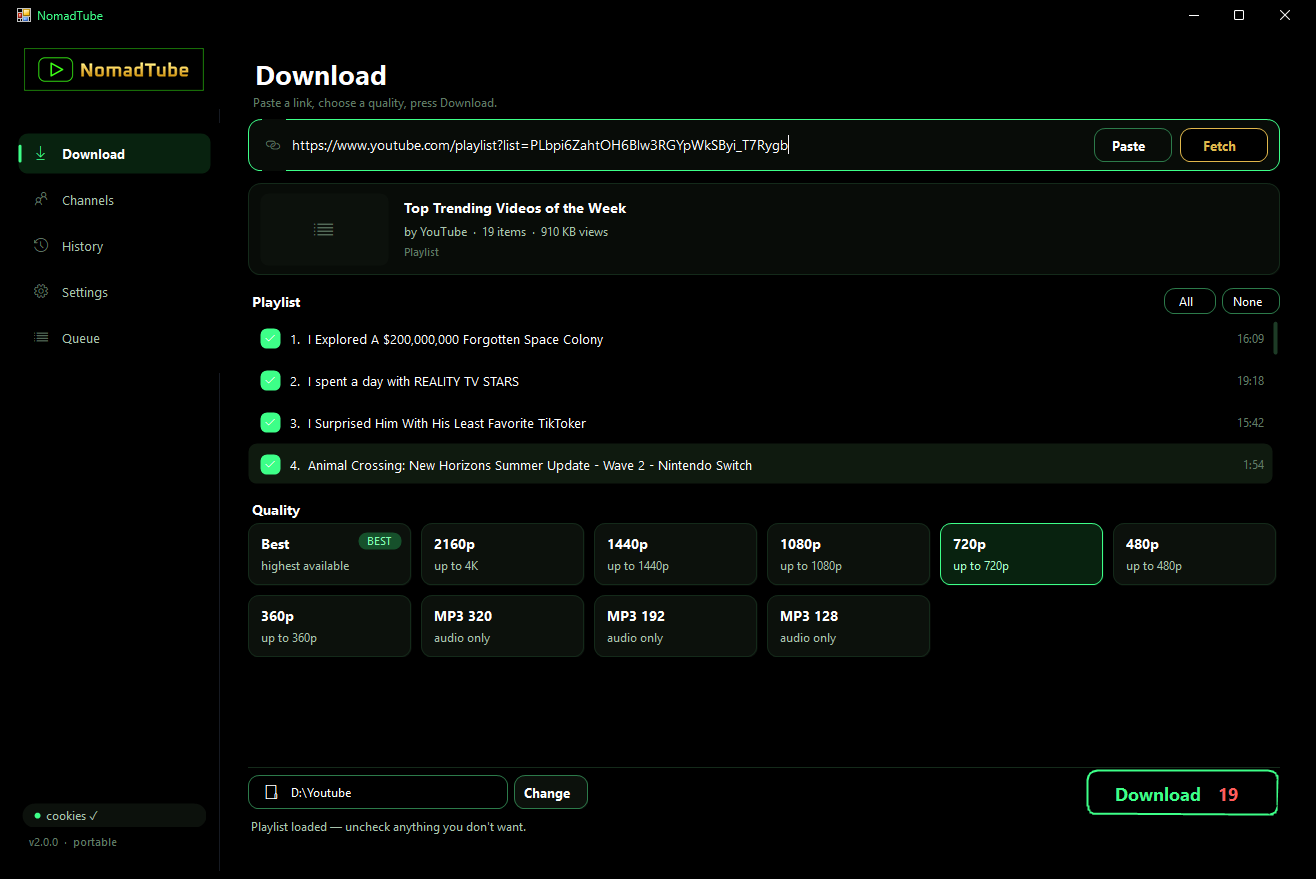 NomadTube
NomadTube
Download
Channels
History
Settings
Queue
cookies ✓
v2.0.0 · portable
Download
Paste a link, choose a quality, press Download.
https://www.youtube.com/playlist?list=PLbpi6ZahtOH6Blw3RGYpWkSByi_T7Rygb
Paste
Fetch
Top Trending Videos of the Week
by YouTube · 19 items · 910 KB views
Playlist
Playlist
All
None
1. I Explored A $200,000,000 Forgotten Space Colony 16:09
2. I spent a day with REALITY TV STARS 19:18
3. I Surprised Him With His Least Favorite TikToker 15:42
4. Animal Crossing: New Horizons Summer Update - Wave 2 - Nintendo Switch 1:54
Quality
Best BEST
highest available
2160p
up to 4K
1440p
up to 1440p
1080p
up to 1080p
720p
up to 720p
480p
up to 480p
360p
up to 360p
MP3 320
audio only
MP3 192
audio only
MP3 128
audio only
D:\Youtube
Change
Download 19
Playlist loaded — uncheck anything you don't want.